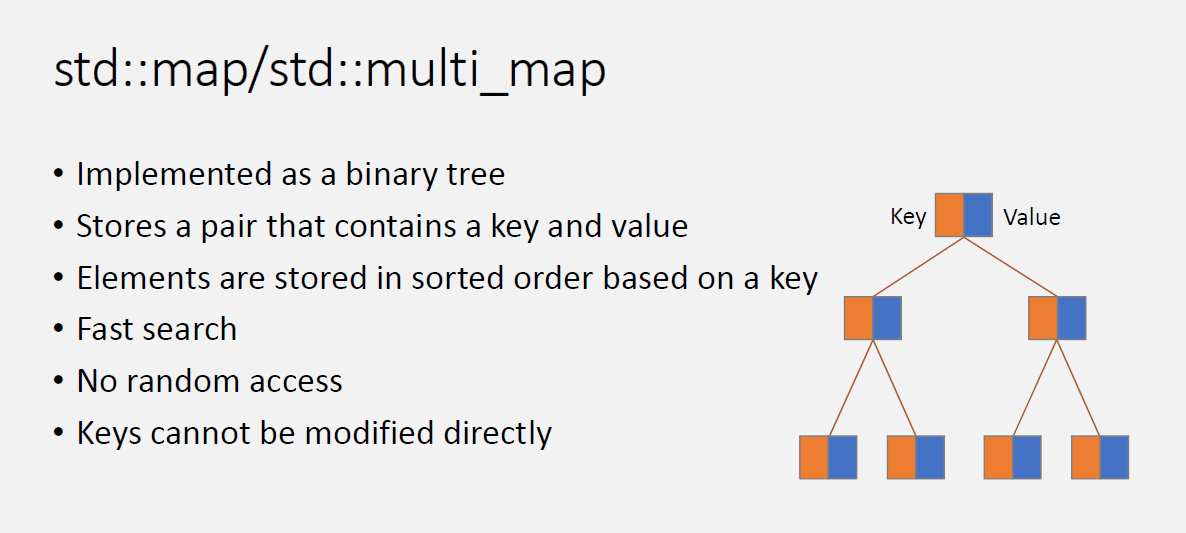 std::map/std::multi_map
• Implemented as a binary tree
• Stores a pair that contains a key and value
• Elements are stored in sorted order based on a key
• Fast search
• No random access
• Keys cannot be modified directly
Key Value